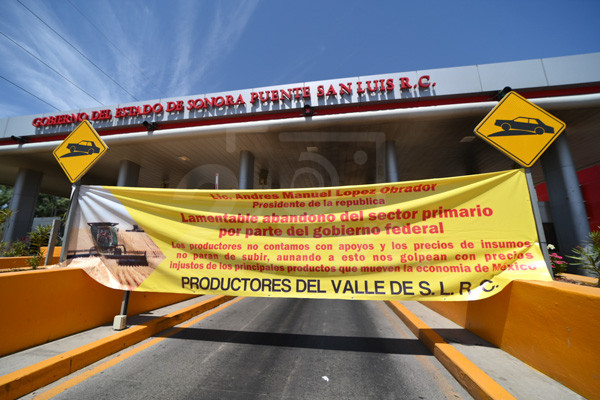 GOBIERNO DEL ESTADO DE SONORA PUENTE SAN LUIS R.C.
Lic. Andres Manuel Lopez Obrador
Presidente de la republica
Lamentable abandono del sector primario
por parte del gobierno federal
Los productores no contamos con apoyos y los precios de insumos
no paran de subir, aunando a esto nos golpean con precios
injustos de los principales productos que mueven la economia de México
PRODUCTORES DEL VALLE DE S. L. R. C.